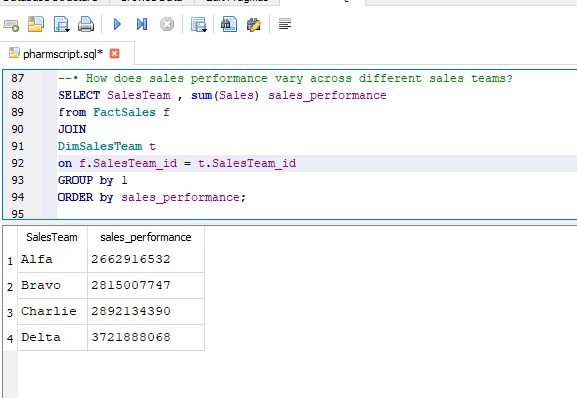 pharmscript.sql*
87 --• How does sales performance vary across different sales teams?
88 SELECT SalesTeam , sum(Sales) sales_performance
89 from FactSales f
90 JOIN
91 DimSalesTeam t
92 on f.SalesTeam_id = t.SalesTeam_id
93 GROUP by 1
94 ORDER by sales_performance;
95
SalesTeam sales_performance
1 Alfa 2662916532
2 Bravo 2815007747
3 Charlie 2892134390
4 Delta 3721888068